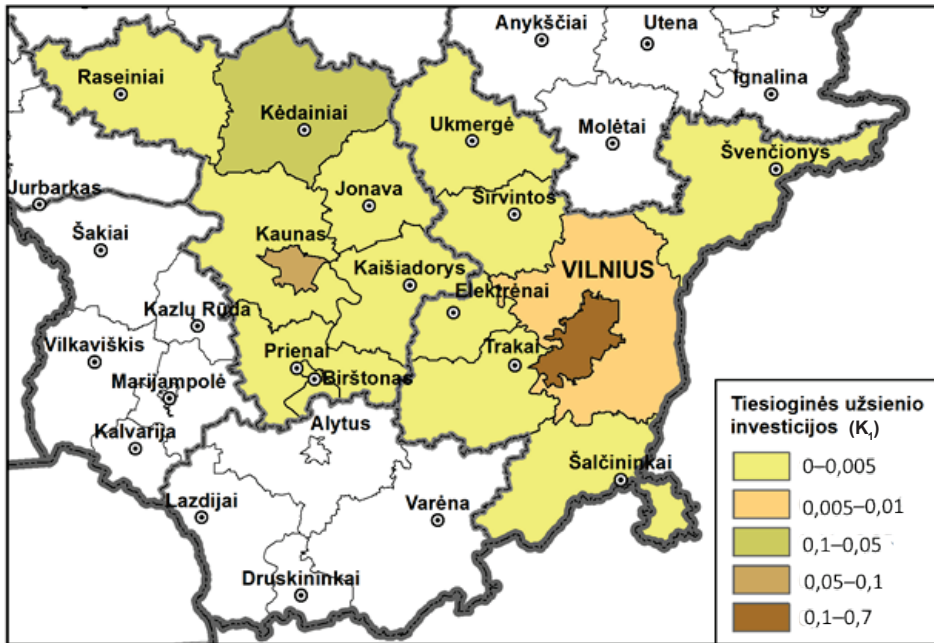 Anykščiai
Utena
Ignalina
Raseiniai
Kėdainiai
Ukmergė
Molėtai
Švenčionys
Jurbarkas
Jonava
Širvintos
Šakiai
Kaunas
VILNIUS
Kaišiadorys
Elektrėnai
Kazlų Rūda
Vilkaviškis
Prienai
Trakai
Birštonas
Marijampolė
Alytus
Kalvarija
Šalčininkai
Lazdijai
Varėna
Druskininkai
Tiesioginės užsienio
investicijos (K₁)
0–0,005
0,005–0,01
0,1–0,05
0,05–0,1
0,1–0,7